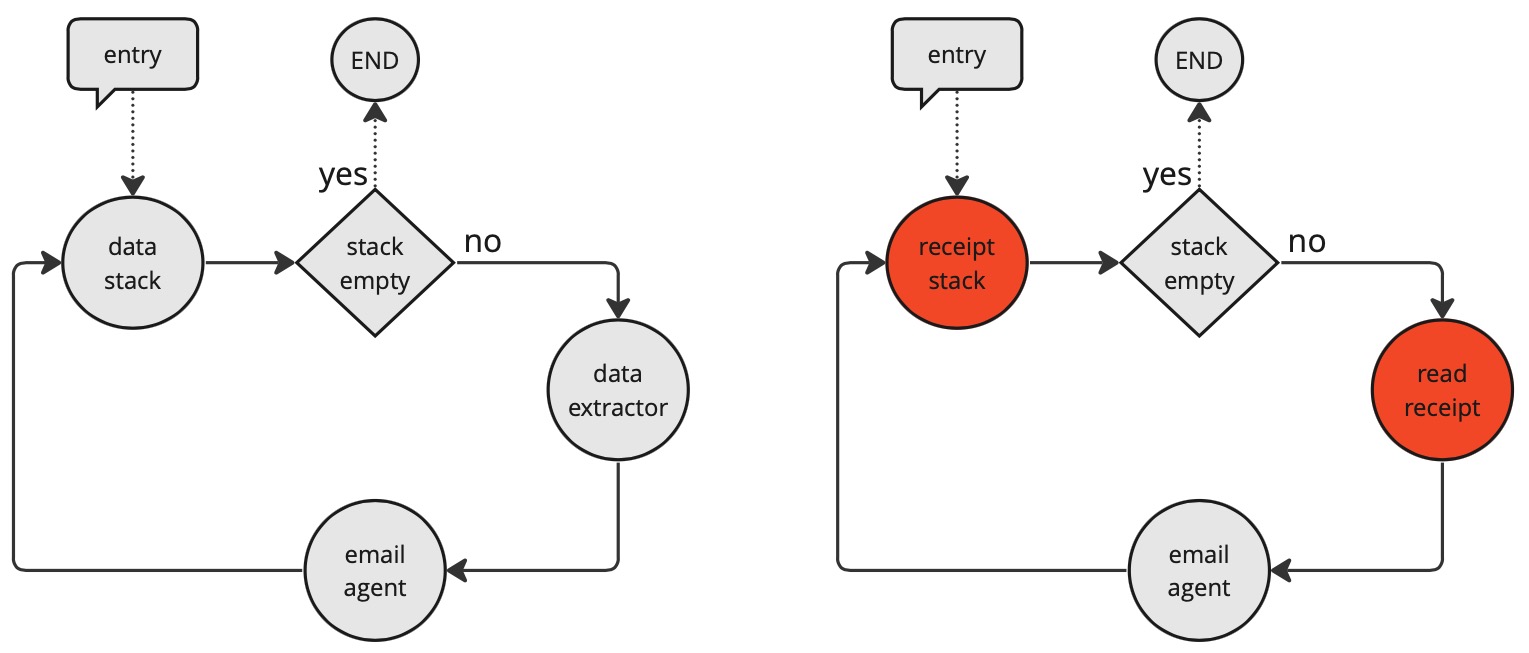 entry
END
yes
data
stack
stack
empty
no
data
extractor
email
agent
entry
END
yes
receipt
stack
stack
empty
no
read
receipt
email
agent